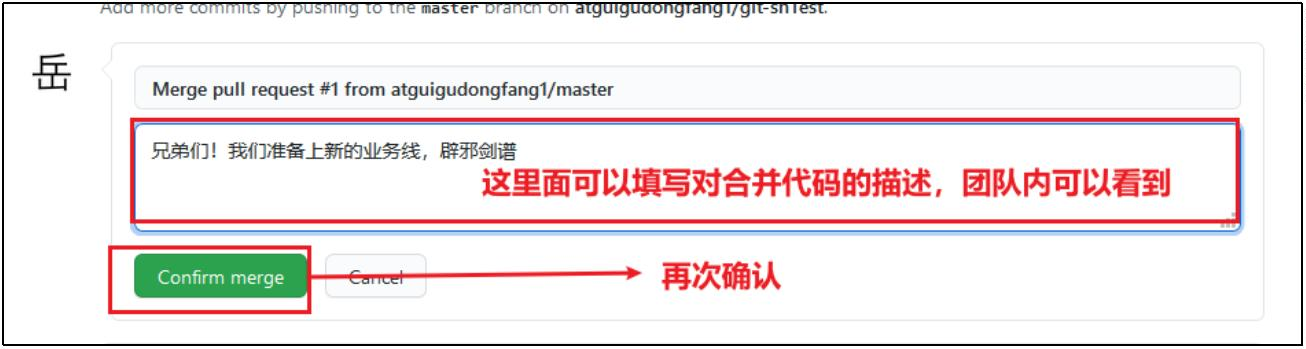 Add more commits by pushing to the master branch on atguigudongfang1/git-shTest.
岳
Merge pull request #1 from atguigudongfang1/master
兄弟们！我们准备上新的业务线，辟邪剑谱
这里面可以填写对合并代码的描述，团队内可以看到
Confirm merge
Cancel
再次确认